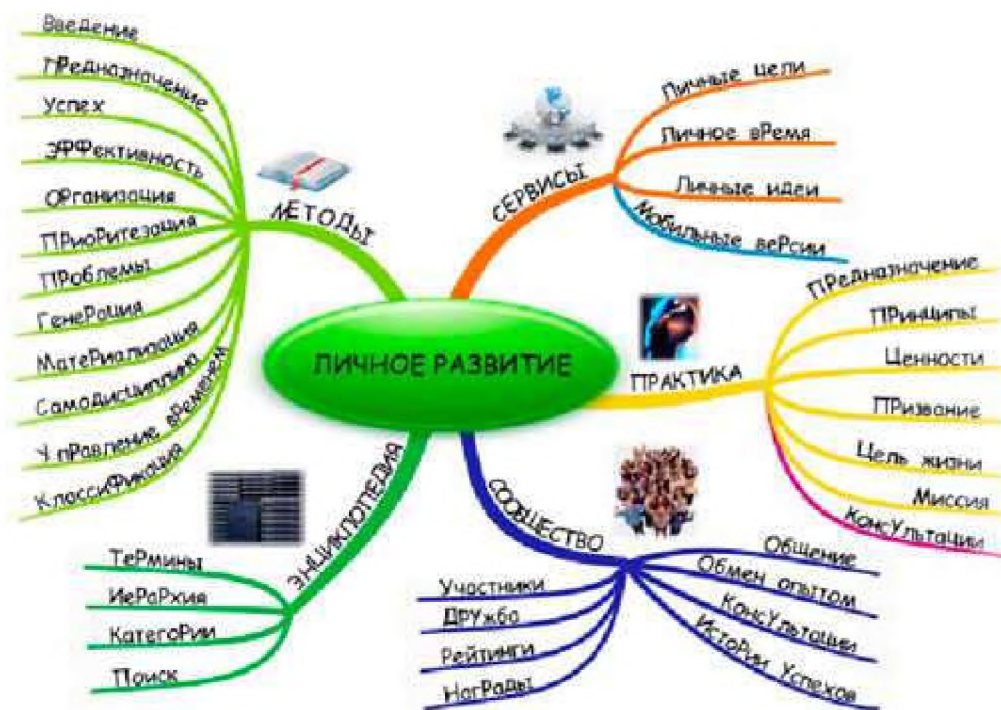 Введение
Предназначение
Успех
Эффективность
Организация
Приоритезация
Проблемы
Генерация
Материализация
Самодисциплина
Управление временем
Классификация
МЕТОДЫ
СЕРВИСЫ
Личные цели
Личное время
Личные идеи
Мобильные версии
ЛИЧНОЕ РАЗВИТИЕ
ПРАКТИКА
Предназначение
Принципы
Ценности
Призвание
Цель жизни
Миссия
Консультации
ЭНЦИКЛОПЕДИЯ
Термины
Иерархия
Категории
Поиск
СООБЩЕСТВО
Участники
Дружба
Рейтинги
Награды
Общение
Обмен опытом
Консультации
Истории успехов